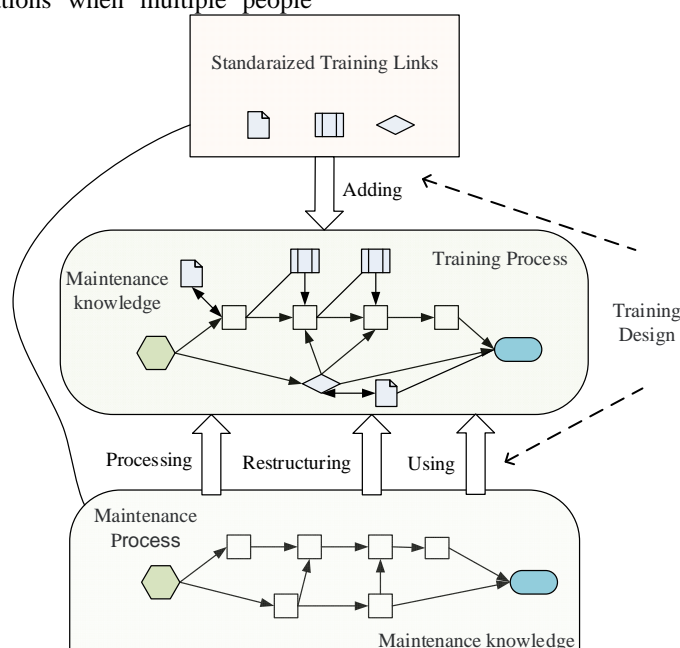 ations when multiple people
Standaraized Training Links
Adding
Training Process
Maintenance
knowledge
Training
Design
Processing
Restructuring
Using
Maintenance
Process
Maintenance knowledge